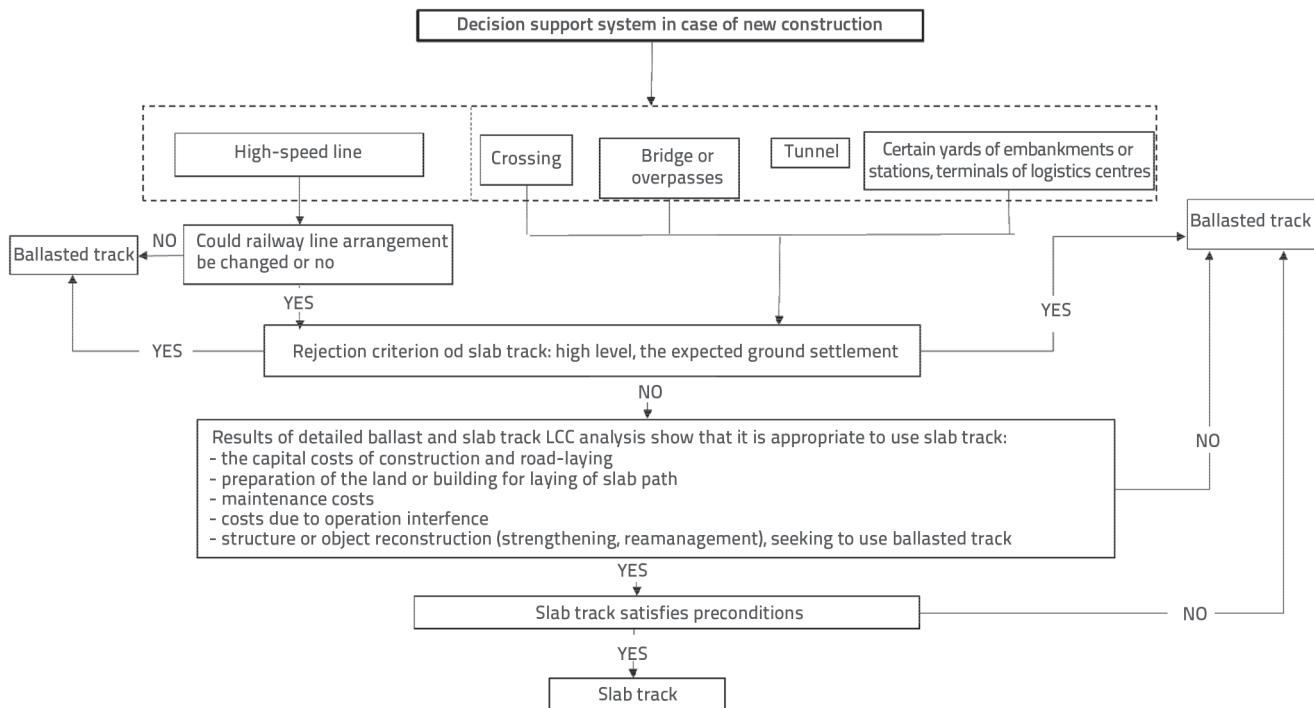 Decision support system in case of new construction
High-speed line
Crossing
Bridge or
overpasses
Tunnel
Certain yards of embankments or
stations, terminals of logistics centres
Ballasted track
Could railway line arrangement
be changed or no
NO
Ballasted track
YES
YES
Rejection criterion od slab track: high level, the expected ground settlement
YES
NO
Results of detailed ballast and slab track LCC analysis show that it is appropriate to use slab track:
- the capital costs of construction and road-laying
- preparation of the land or building for laying of slab path
- maintenance costs
- costs due to operation interfence
- structure or object reconstruction (strengthening, reamanagement), seeking to use ballasted track
NO
YES
Slab track satisfies preconditions
NO
YES
Slab track